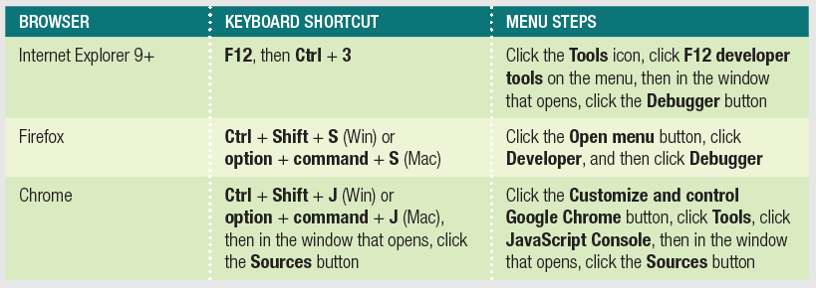 BROWSER KEYBOARD SHORTCUT MENU STEPS
Internet Explorer 9+ F12, then Ctrl + 3 Click the Tools icon, click F12 developer
tools on the menu, then in the window
that opens, click the Debugger button
Firefox Ctrl + Shift + S (Win) or Click the Open menu button, click
option + command + S (Mac) Developer, and then click Debugger
Chrome Ctrl + Shift + J (Win) or Click the Customize and control
option + command + J (Mac), Google Chrome button, click Tools, click
then in the window that opens, click JavaScript Console, then in the window
the Sources button that opens, click the Sources button